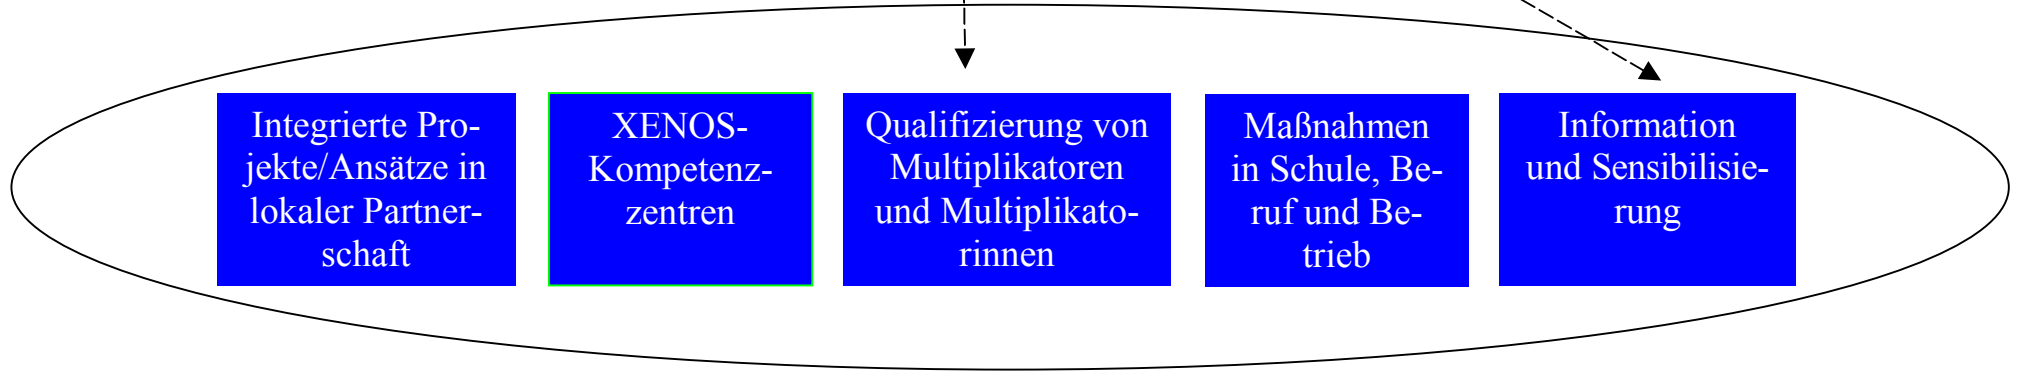 Integrierte Pro-
jekte/Ansätze in
lokaler Partner-
schaft
XENOS-
Kompetenz-
zentren
Qualifizierung von
Multiplikatoren
und Multiplikato-
rinnen
Maßnahmen
in Schule, Be-
ruf und Be-
trieb
Information
und Sensibilisie-
rung